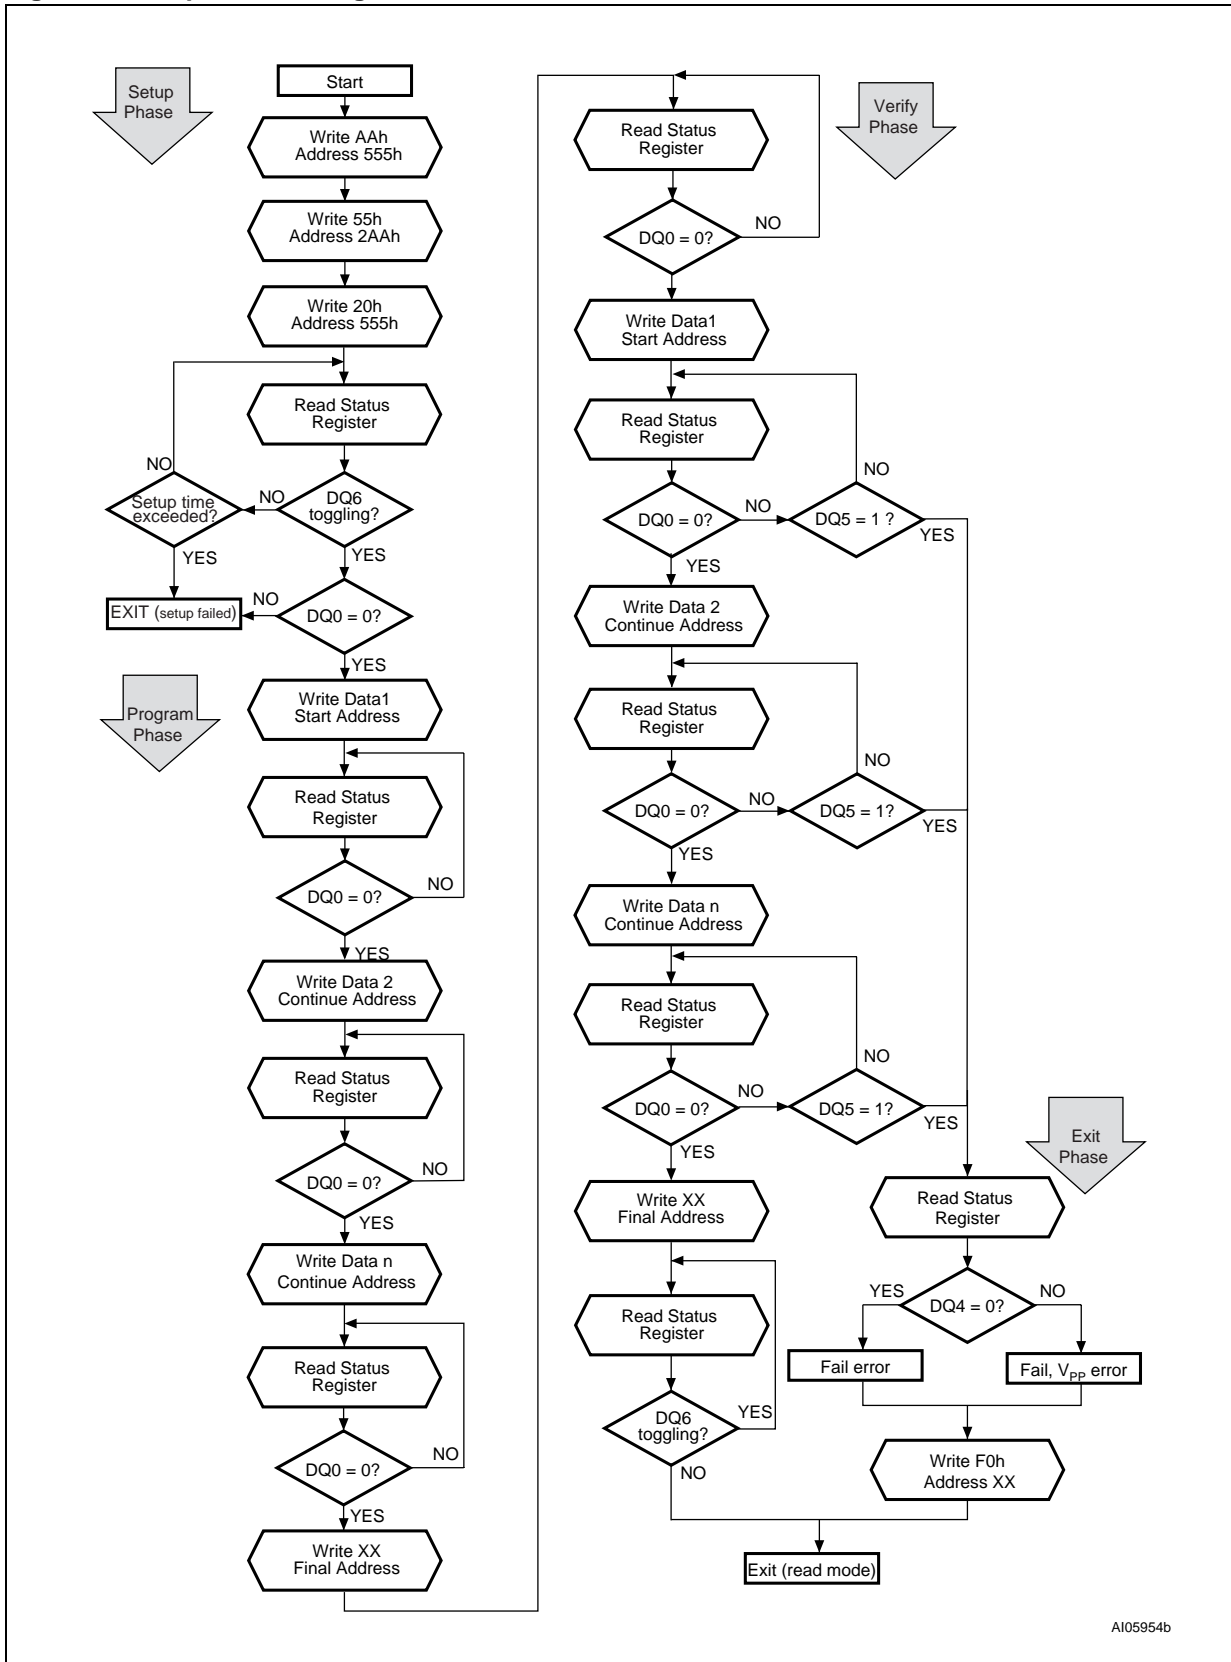 Setup
Phase
Start
Write AAh
Address 555h
Write 55h
Address 2AAh
Write 20h
Address 555h
Read Status
Register
NO
Setup time
exceeded?
NO
DQ6
toggling?
YES
YES
EXIT (setup failed)
NO
DQ0 = 0?
YES
Program
Phase
Write Data1
Start Address
Read Status
Register
DQ0 = 0?
NO
YES
Write Data 2
Continue Address
Read Status
Register
DQ0 = 0?
NO
YES
Write Data n
Continue Address
Read Status
Register
DQ0 = 0?
NO
YES
Write XX
Final Address
Verify
Phase
Read Status
Register
DQ0 = 0?
NO
Write Data1
Start Address
Read Status
Register
NO
DQ0 = 0?
NO
DQ5 = 1 ?
YES
YES
Write Data 2
Continue Address
Read Status
Register
NO
DQ0 = 0?
NO
DQ5 = 1?
YES
YES
Write Data n
Continue Address
Read Status
Register
NO
DQ0 = 0?
NO
DQ5 = 1?
YES
YES
Write XX
Final Address
Read Status
Register
DQ6
toggling?
YES
NO
Exit
Phase
Read Status
Register
YES
DQ4 = 0?
NO
Fail error
Fail, VPP error
Write F0h
Address XX
Exit (read mode)
AI05954b